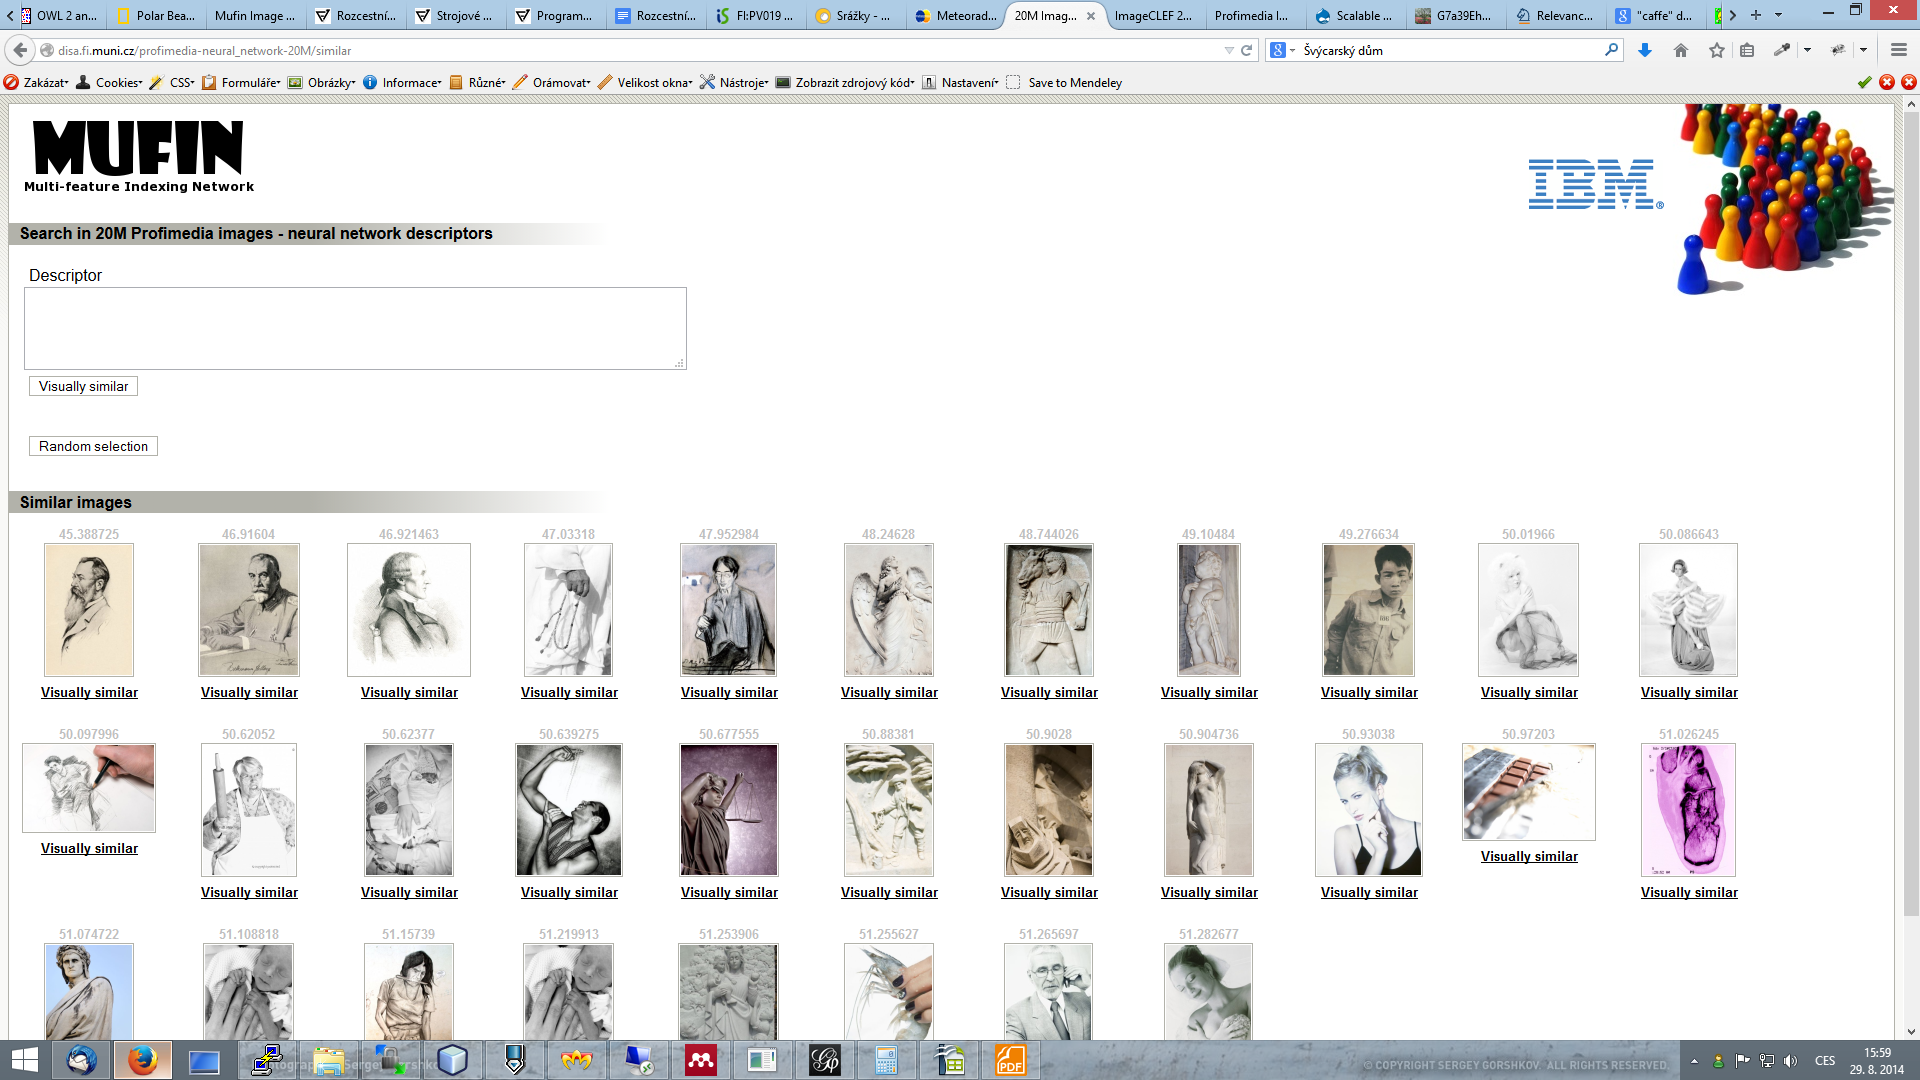 OWL 2 an...
Polar Bea...
Mufin Image ...
Rozcestní...
Strojové ...
Program...
Rozcestní...
FI:PV019 ...
Srážky - ...
Meteorad...
20M Imag...
ImageCLEF 2...
Profimedia I...
Scalable ...
G7a39Eh...
Relevanc...
"caffe" d...
disa.fi.muni.cz/profimedia-neural_network-20M/similar
Švýcarský dům
Zakázat
Cookies
CSS
Formuláře
Obrázky
Informace
Různé
Orámovat
Velikost okna
Nástroje
Zobrazit zdrojový kód
Nastavení
Save to Mendeley
MUFIN
Multi-feature Indexing Network
IBM®
Search in 20M Profimedia images - neural network descriptors
Descriptor
Visually similar
Random selection
Similar images
45.388725 46.91604 46.921463 47.03318 47.952984 48.24628 48.744026 49.10484 49.276634 50.01966 50.086643
Visually similar Visually similar Visually similar Visually similar Visually similar Visually similar Visually similar Visually similar Visually similar Visually similar Visually similar
50.097996 50.62052 50.62377 50.639275 50.677555 50.88381 50.9028 50.904736 50.93038 50.97203 51.026245
Visually similar Visually similar Visually similar Visually similar Visually similar Visually similar Visually similar Visually similar Visually similar Visually similar Visually similar
51.074722 51.108818 51.15739 51.219913 51.253906 51.255627 51.265697 51.282677
© COPYRIGHT SERGEY GORSHKOV. ALL RIGHTS RESERVED.
PDF
CES
15:59
29. 8. 2014